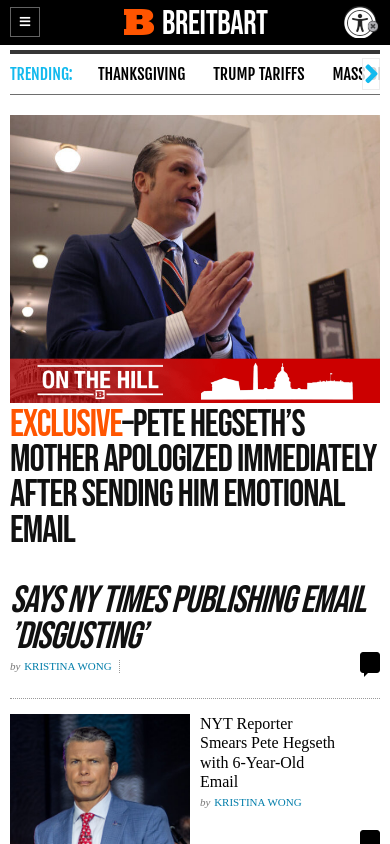 B BREITBART
TRENDING: THANKSGIVING TRUMP TARIFFS MASS
ON THE HILL
B
EXCLUSIVE–PETE HEGSETH’S
MOTHER APOLOGIZED IMMEDIATELY
AFTER SENDING HIM EMOTIONAL
EMAIL
SAYS NY TIMES PUBLISHING EMAIL
’DISGUSTING’
by KRISTINA WONG
NYT Reporter
Smears Pete Hegseth
with 6-Year-Old
Email
by KRISTINA WONG